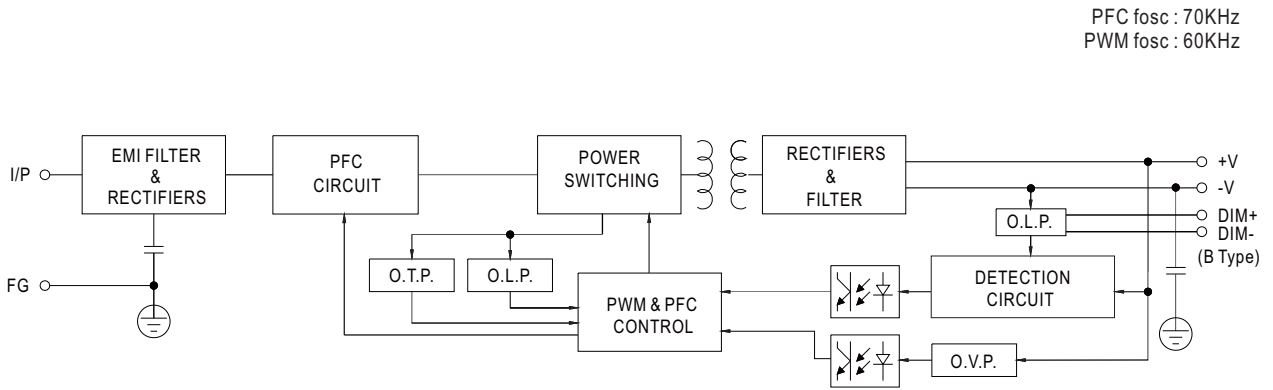 PFC fosc : 70KHz
PWM fosc : 60KHz
I/P
EMI FILTER
&
RECTIFIERS
PFC
CIRCUIT
POWER
SWITCHING
RECTIFIERS
&
FILTER
+V
-V
DIM+
DIM-
(B Type)
O.L.P.
FG
O.T.P.
O.L.P.
PWM & PFC
CONTROL
DETECTION
CIRCUIT
O.V.P.